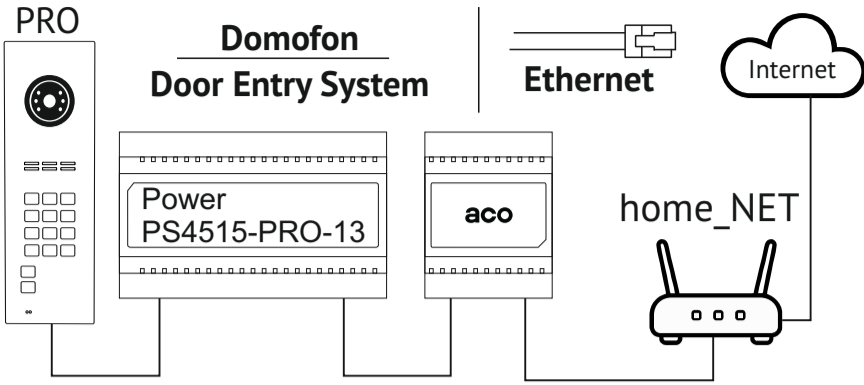 PRO
Domofon
Door Entry System
Ethernet
Internet
Power
PS4515-PRO-13
aco
home_NET